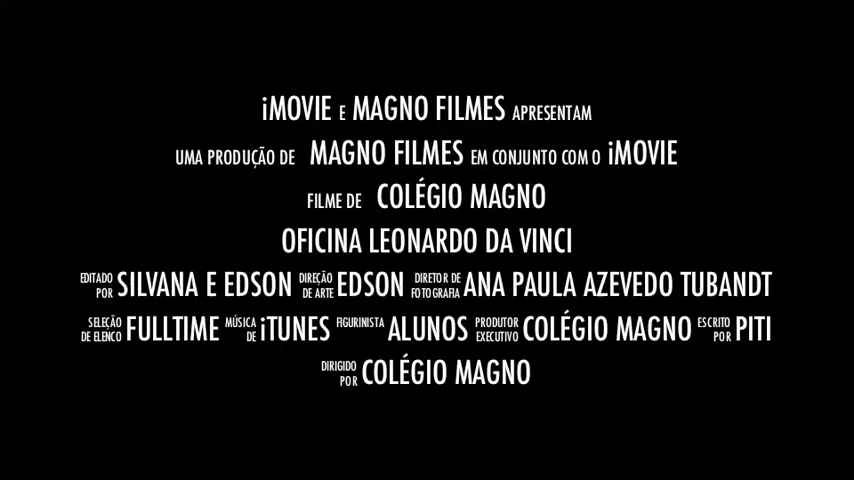 iMOVIE E MAGNO FILMES APRESENTAM
UMA PRODUÇÃO DE MAGNO FILMES EM CONJUNTO COM O iMOVIE
FILME DE COLÉGIO MAGNO
OFICINA LEONARDO DA VINCI
EDITADO POR SILVANA E EDSON DIREÇÃO DE ARTE EDSON DIRETOR DE FOTOGRAFIA ANA PAULA AZEVEDO TUBANDT
SELEÇÃO DE ELENCO FULLTIME MÚSICA DE iTUNES FIGURINISTA ALUNOS PRODUTOR EXECUTIVO COLÉGIO MAGNO ESCRITO POR PITI
DIRIGIDO POR COLÉGIO MAGNO